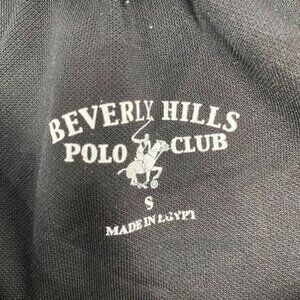 BEVERLY HILLS
POLO CLUB
S
MADE IN EGYPT